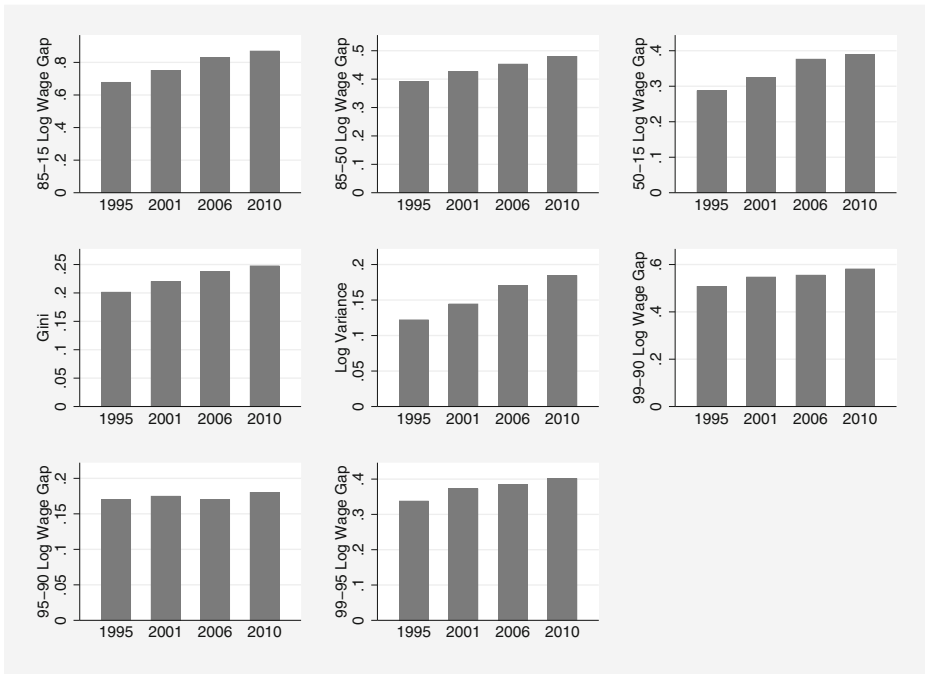 85–15 Log Wage Gap
0 .2 .4 .6 .8
1995 2001 2006 2010
85–50 Log Wage Gap
0 .1 .2 .3 .4 .5
1995 2001 2006 2010
50–15 Log Wage Gap
0 .1 .2 .3 .4
1995 2001 2006 2010
Gini
0 .05 .1 .15 .2 .25
1995 2001 2006 2010
Log Variance
0 .05 .1 .15 .2
1995 2001 2006 2010
99–90 Log Wage Gap
0 .2 .4 .6
1995 2001 2006 2010
95–90 Log Wage Gap
0 .05 .1 .15 .2
1995 2001 2006 2010
99–95 Log Wage Gap
0 .1 .2 .3 .4
1995 2001 2006 2010